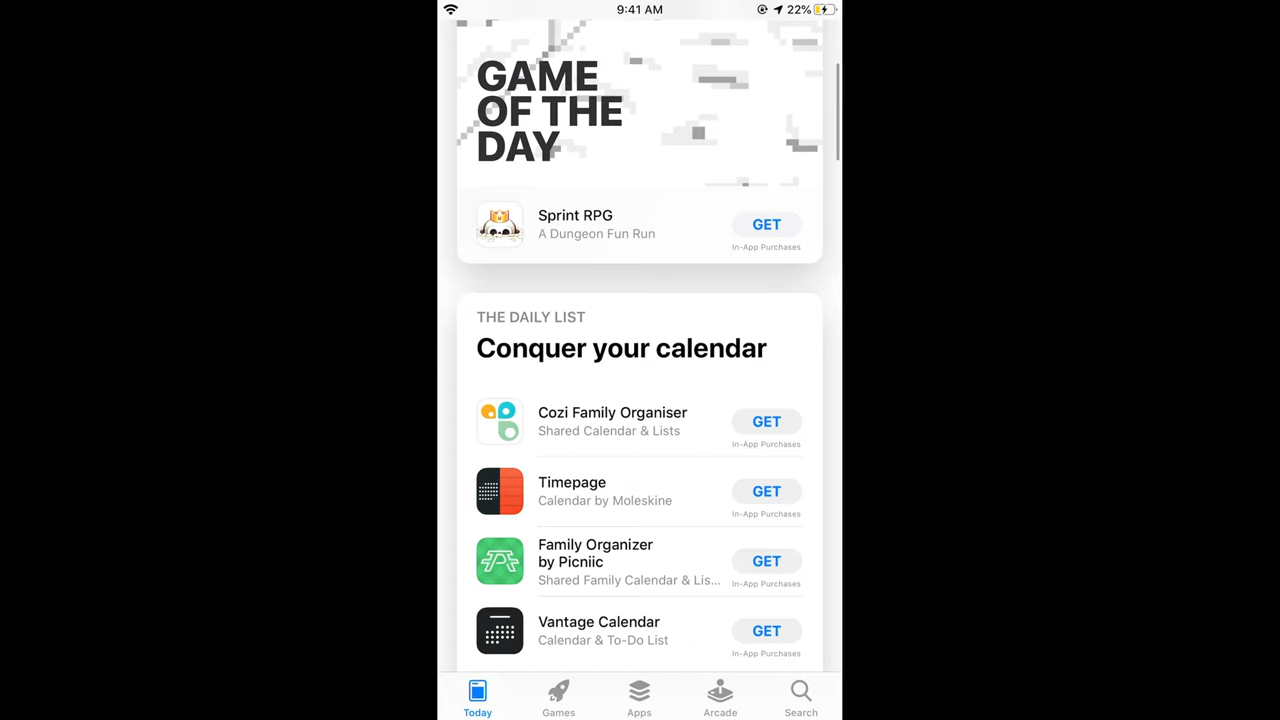 9:41 AM
22%
GAME
OF THE
DAY
Sprint RPG
A Dungeon Fun Run
GET
In-App Purchases
THE DAILY LIST
Conquer your calendar
Cozi Family Organiser
Shared Calendar & Lists
GET
In-App Purchases
Timepage
Calendar by Moleskine
GET
In-App Purchases
Family Organizer
by Picniic
Shared Family Calendar & Lis...
GET
In-App Purchases
Vantage Calendar
Calendar & To-Do List
GET
In-App Purchases
Today
Games
Apps
Arcade
Search